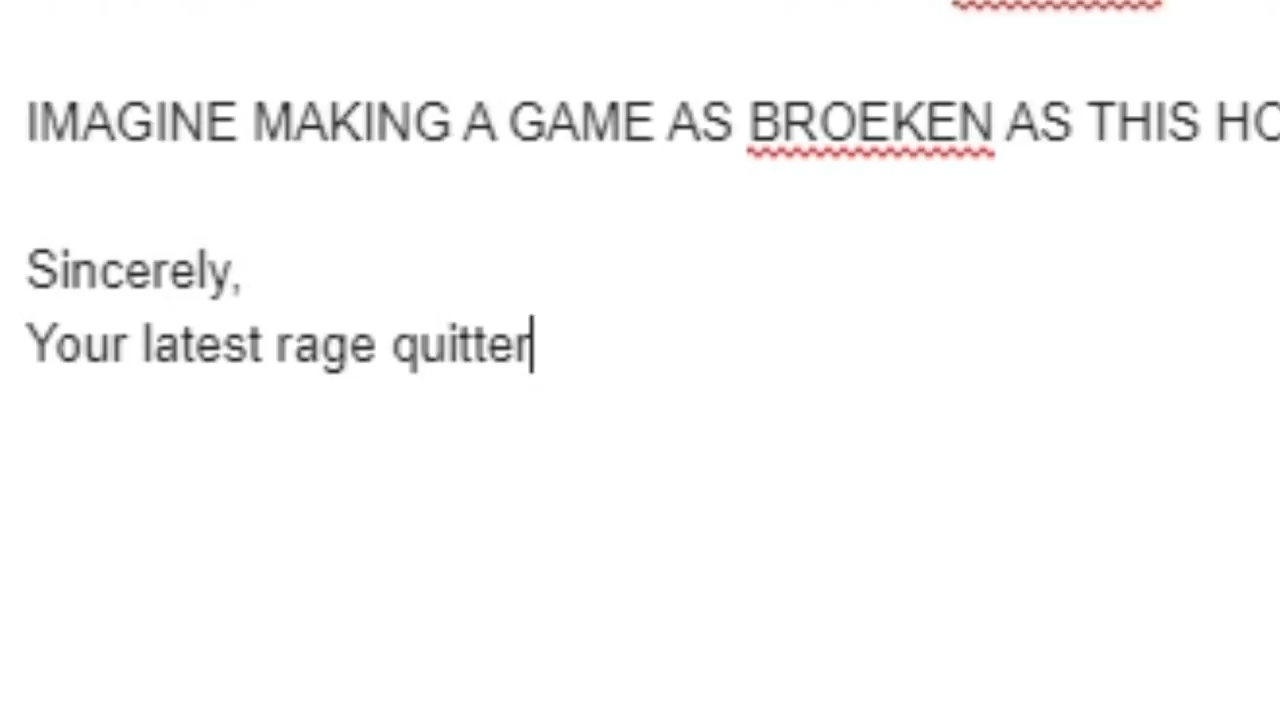 IMAGINE MAKING A GAME AS BROEKEN AS THIS
Sincerely,
Your latest rage quitter